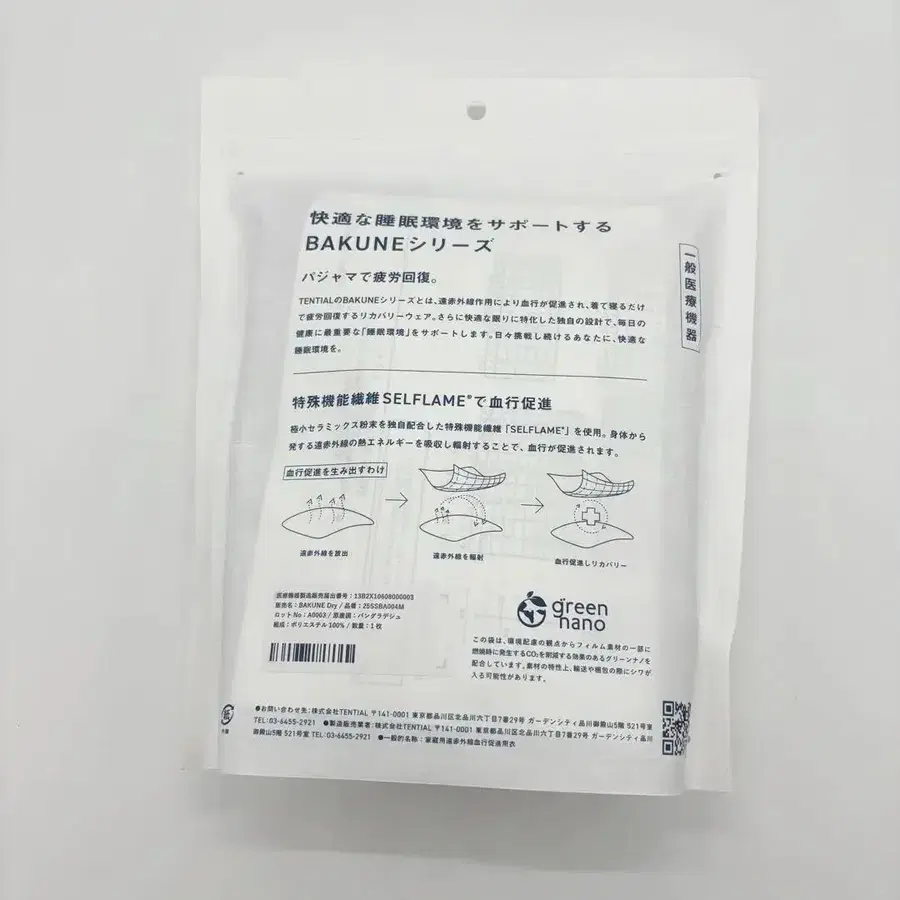 快適な睡眠環境をサポートする
BAKUNEシリーズ
一般医療機器
パジャマで疲労回復。
TENTIALのBAKUNEシリーズとは、遠赤外線作用により血行が促進され、着て寝るだけ
で疲労回復するリカバリーウェア。さらに快適な眠りに特化した独自の設計で、毎日の
健康に最重要な「睡眠環境」をサポートします。日々挑戦し続けるあなたに、快適な
睡眠環境を。
特殊機能繊維SELFLAME®で血行促進
極小セラミックス粉末を独自配合した特殊機能繊維「SELFLAME®」を使用。身体から
発する遠赤外線の熱エネルギーを吸収し輻射することで、血行が促進されます。
血行促進を生み出すわけ
遠赤外線を放出
遠赤外線を輻射
血行促進しリカバリー
医療機器製造販売届出番号：13B2X10608000003
販売名：BAKUNE Dry / 品番：25SSBA004M
ロットNo：A0003 / 原産国：バングラデシュ
組成：ポリエステル100% / 数量：1枚
green
nano
この袋は、環境配慮の観点からフィルム素材の一部に
燃焼時に発生するCO₂を削減する効果のあるグリーンナノを
配合しています。素材の特性上、輸送や梱包の際にシワが
入る可能性があります。
●お問い合わせ先：株式会社TENTIAL 〒141-0001 東京都品川区北品川六丁目7番29号 ガーデンシティ品川御殿山5階 521号室
TEL：03-6455-2921 ●製造販売業者：株式会社TENTIAL 〒141-0001 東京都品川区北品川六丁目7番29号 ガーデンシティ品川
御殿山5階 521号室 TEL：03-6455-2921 ●一般的名称：家庭用遠赤外線血行促進用衣